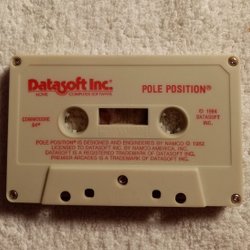 Datasoft Inc.®
HOME COMPUTER SOFTWARE
POLE POSITION®
COMMODORE
64®
© 1984
DATASOFT
INC.
POLE POSITION® IS DESIGNED AND ENGINEERED BY NAMCO © 1982.
LICENSED TO DATASOFT INC. BY NAMCO-AMERICA, INC.
DATASOFT IS A REGISTERED TRADEMARK OF DATASOFT INC.
PREMIER ARCADES IS A TRADEMARK OF DATASOFT INC.